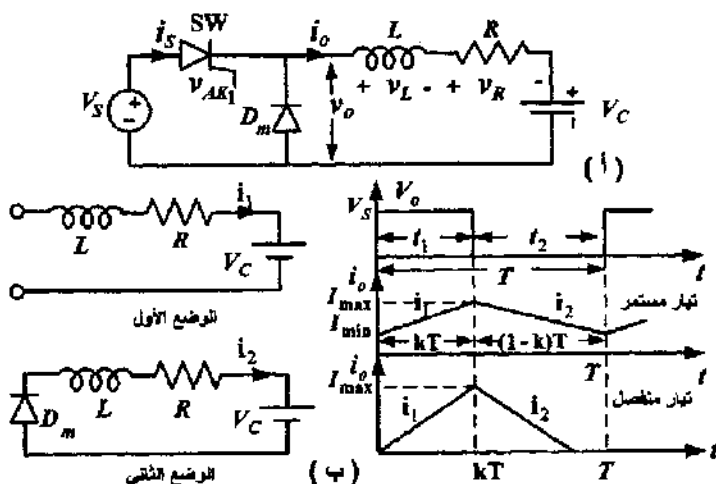 i_S SW i_o L R
V_S + - v_AK1 D_m v_o + v_L - + v_R - + V_C
(أ)
L R i_1 V_C
الوضع الأول
D_m L R i_2 V_C
الوضع الثاني
(ب)
V_S V_o
t_1 t_2
T t
i_o
I_max i_1 i_2 تيار مستمر
I_min
kT (1-k)T
T t
i_o
I_max i_1 i_2 تيار منفصل
kT T t